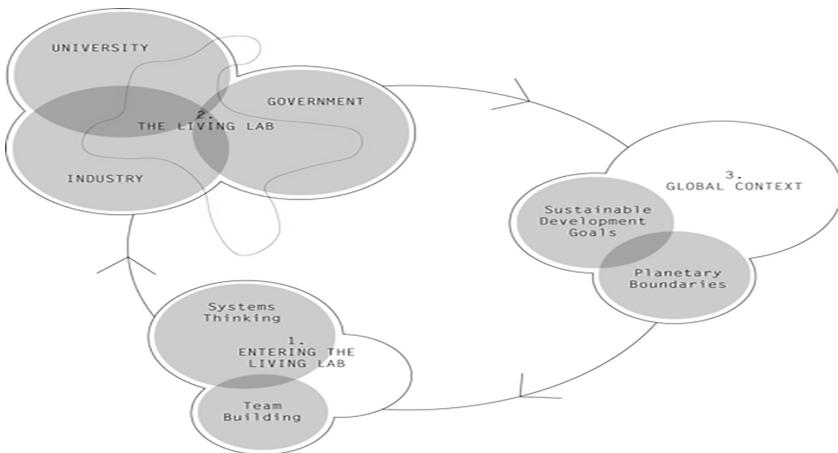 UNIVERSITY
GOVERNMENT
2.
THE LIVING LAB
INDUSTRY
3.
GLOBAL CONTEXT
Sustainable
Development
Goals
Planetary
Boundaries
Systems
Thinking
1.
ENTERING THE
LIVING LAB
Team
Building